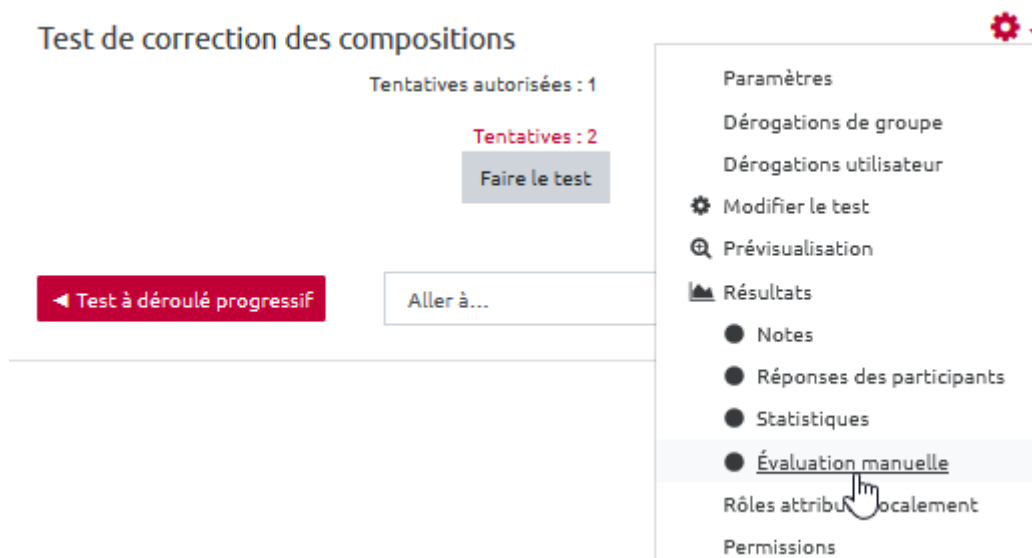 Test de correction des compositions
Tentatives autorisées : 1
Tentatives : 2
Faire le test
◄ Test à déroulé progressif
Aller à...
Paramètres
Dérogations de groupe
Dérogations utilisateur
Modifier le test
Prévisualisation
Résultats
Notes
Réponses des participants
Statistiques
Évaluation manuelle
Rôles localement
Permissions